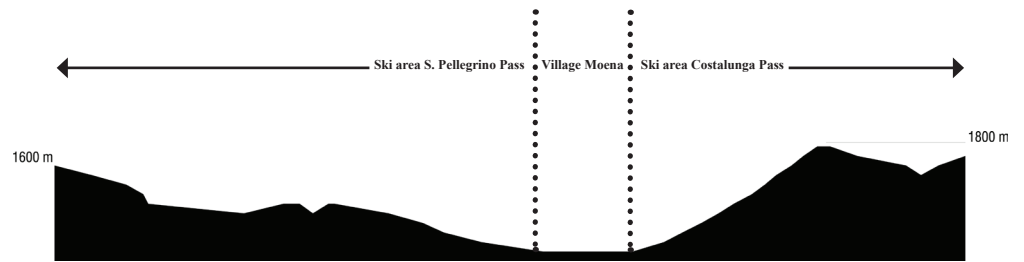 Ski area S. Pellegrino Pass Village Moena Ski area Costalunga Pass
1800 m
1600 m